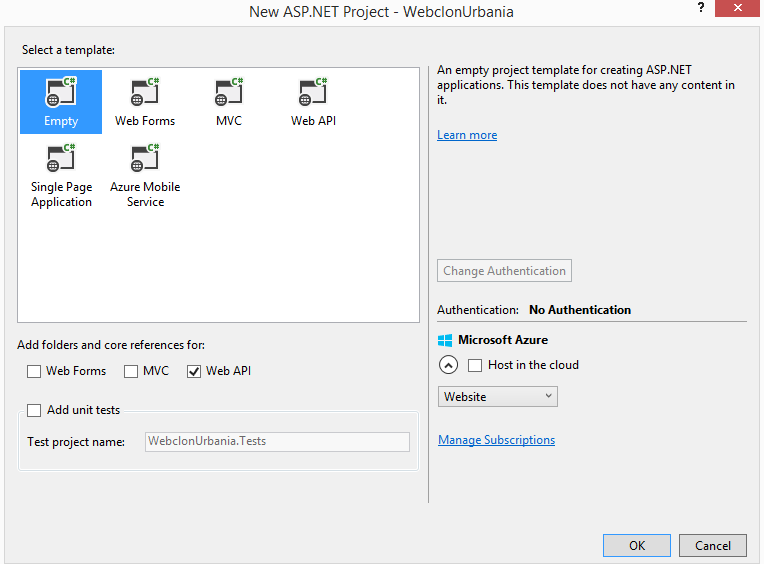 New ASP.NET Project - WebclonUrbania
?
Select a template:
C#
Empty
C#
Web Forms
C#
MVC
C#
Web API
C#
Single Page
Application
C#
Azure Mobile
Service
An empty project template for creating ASP.NET
applications. This template does not have any content in
it.
Learn more
Change Authentication
Authentication: No Authentication
Microsoft Azure
Host in the cloud
Website
Manage Subscriptions
Add folders and core references for:
Web Forms
MVC
Web API
Add unit tests
Test project name:
WebclonUrbania.Tests
OK
Cancel